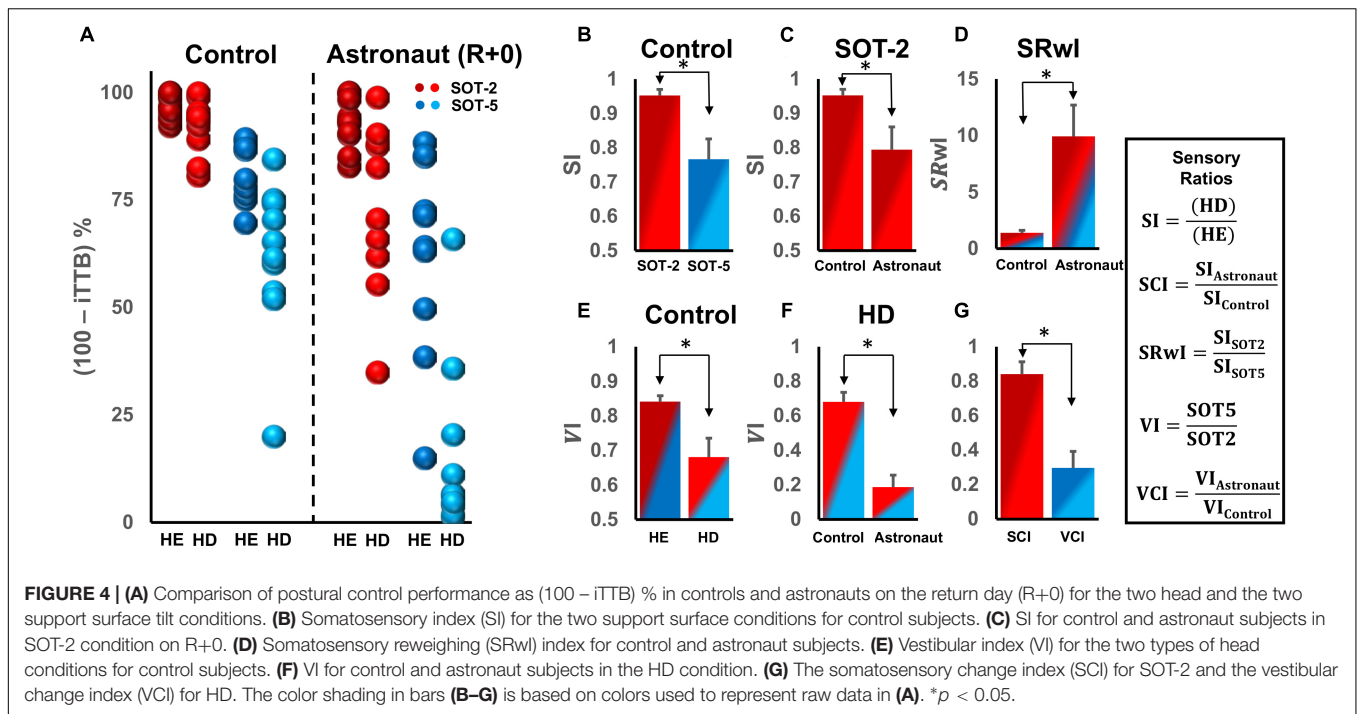 A
Control
Astronaut (R+0)
SOT-2
SOT-5
(100 – iTTB) %
100
75
50
25
0
HE HD HE HD HE HD HE HD
B
Control
*
SI
1
0.9
0.8
0.7
0.6
0.5
SOT-2 SOT-5
C
SOT-2
*
SI
1
0.9
0.8
0.7
0.6
0.5
Control Astronaut
D
SRwI
*
SRwI
15
10
5
0
Control Astronaut
E
Control
*
VI
1
0.9
0.8
0.7
0.6
0.5
HE HD
F
HD
*
VI
1
0.8
0.6
0.4
0.2
0
Control Astronaut
G
*
1
0.8
0.6
0.4
0.2
0
SCI VCI
Sensory
Ratios
SI = (HD) / (HE)
SCI = SI_Astronaut / SI_Control
SRwI = SI_SOT2 / SI_SOT5
VI = SOT5 / SOT2
VCI = VI_Astronaut / VI_Control
FIGURE 4 | (A) Comparison of postural control performance as (100 – iTTB) % in controls and astronauts on the return day (R+0) for the two head and the two
support surface tilt conditions. (B) Somatosensory index (SI) for the two support surface conditions for control subjects. (C) SI for control and astronaut subjects in
SOT-2 condition on R+0. (D) Somatosensory reweighing (SRwI) index for control and astronaut subjects. (E) Vestibular index (VI) for the two types of head
conditions for control subjects. (F) VI for control and astronaut subjects in the HD condition. (G) The somatosensory change index (SCI) for SOT-2 and the vestibular
change index (VCI) for HD. The color shading in bars (B–G) is based on colors used to represent raw data in (A). *p < 0.05.